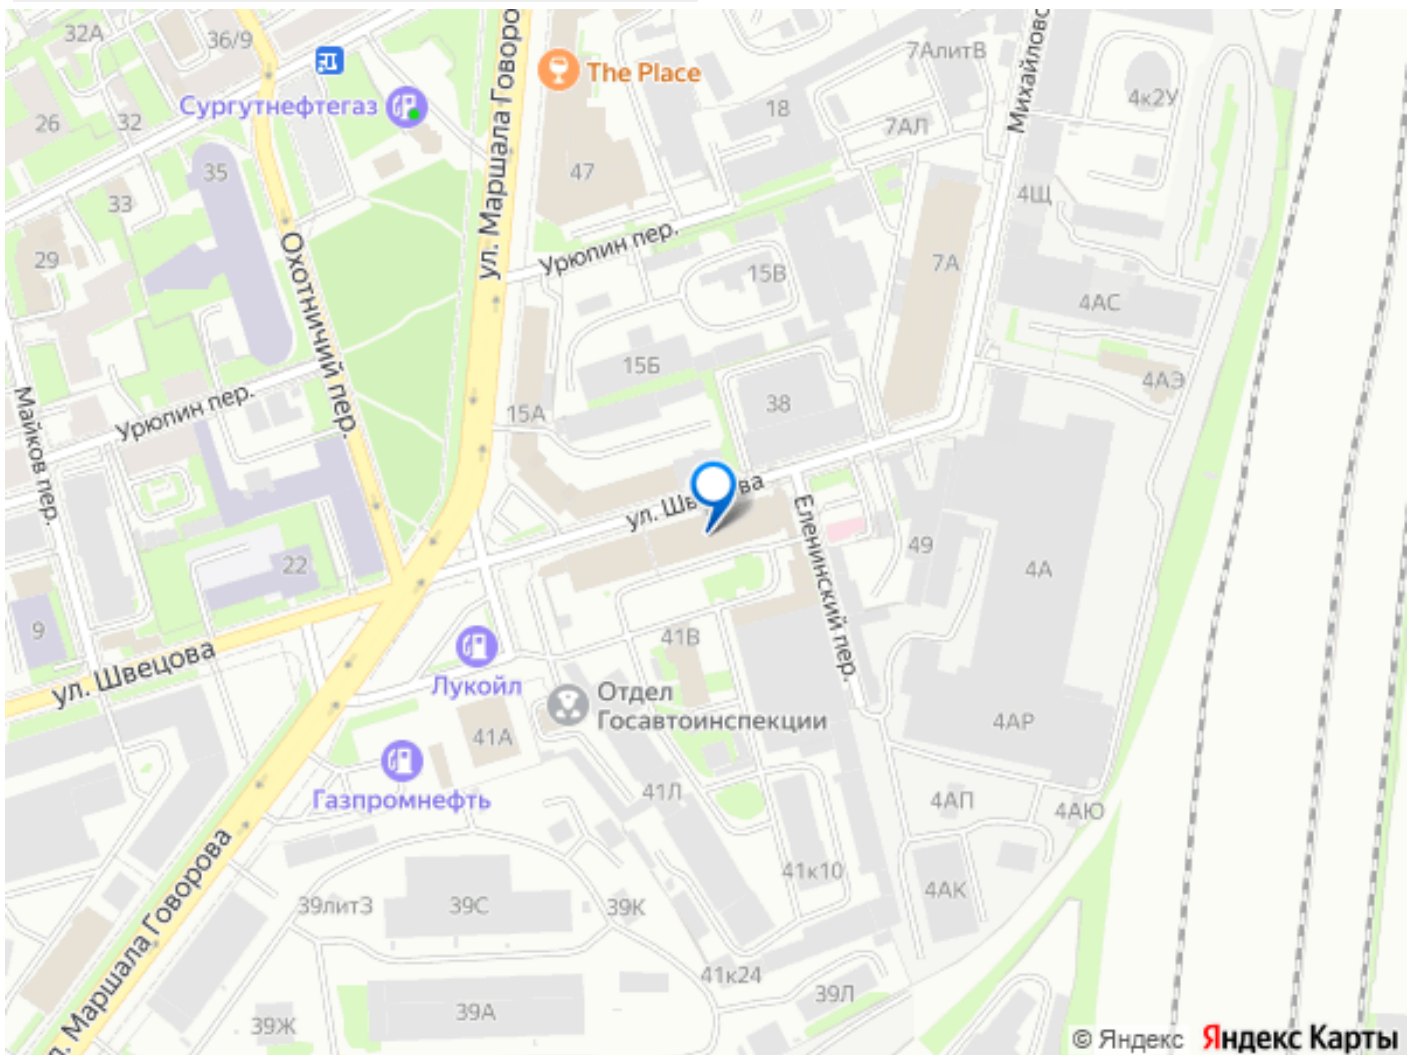 32А
36/9
ул. Маршала Говоро
The Place
7АлитВ
Михайловс
Сургутнефтегаз
26
32
18
4к2У
7АЛ
35
47
33
4Щ
29
Урюпин пер.
15В
7А
4АС
Охотничий пер.
15Б
4АЭ
Майков пер.
Урюпин пер.
15А
38
ул. Шв
ва
Еленинский пер.
49
22
4А
9
41В
ул. Швецова
Лукойл
Отдел
Госавтоинспекции
41А
4АР
Газпромнефть
41Л
4АП
4АЮ
. Маршала Говорова
41к10
4АК
39литЗ
39С
39К
41к24
39Л
39А
39Ж
© Яндекс Яндекс Карты